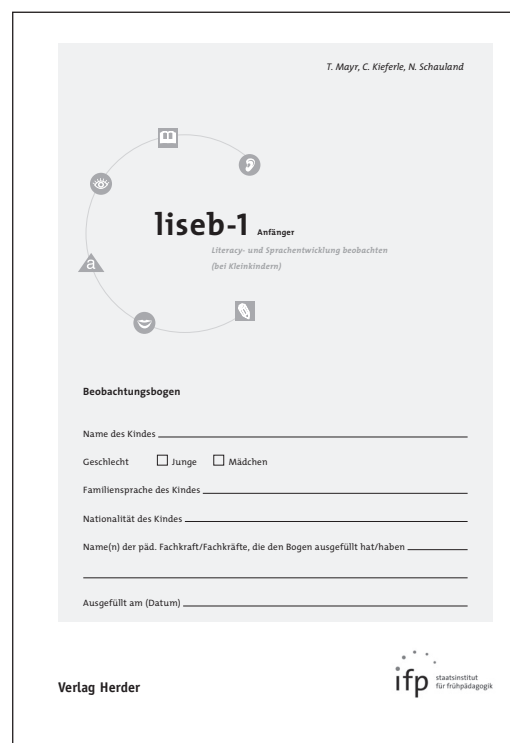 T. Mayr, C. Kieferle, N. Schauland
liseb-1 Anfänger
Literacy- und Sprachentwicklung beobachten
(bei Kleinkindern)
a
Beobachtungsbogen
Name des Kindes
Geschlecht Junge Mädchen
Familiensprache des Kindes
Nationalität des Kindes
Name(n) der päd. Fachkraft/Fachkräfte, die den Bogen ausgefüllt hat/haben
Ausgefüllt am (Datum)
Verlag Herder
ifp staatsinstitut
für frühpädagogik